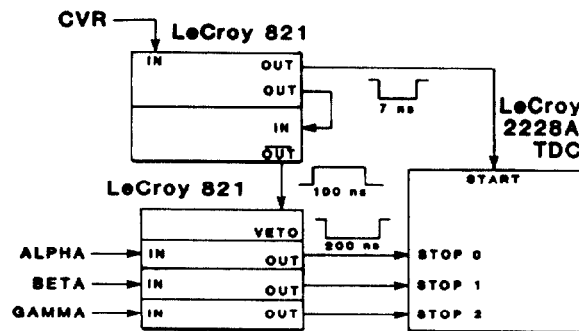 CVR
LeCroy 821
IN
OUT
OUT
7 ns
IN
OUT
LeCroy
2228A
TDC
START
LeCroy 821
100 ns
VETO
200 ns
ALPHA
IN
OUT
STOP 0
BETA
IN
OUT
STOP 1
GAMMA
IN
OUT
STOP 2